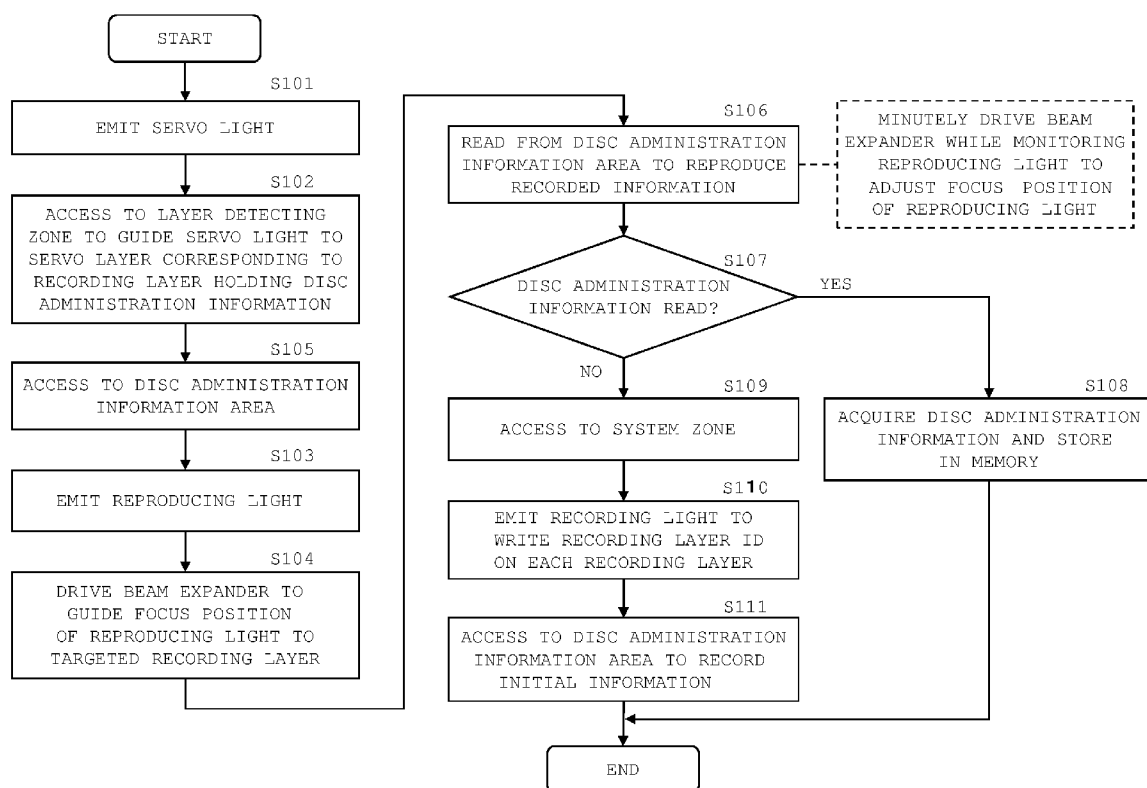 START
S101
EMIT SERVO LIGHT
S102
ACCESS TO LAYER DETECTING
ZONE TO GUIDE SERVO LIGHT TO
SERVO LAYER CORRESPONDING TO
RECORDING LAYER HOLDING DISC
ADMINISTRATION INFORMATION
S105
ACCESS TO DISC ADMINISTRATION
INFORMATION AREA
S103
EMIT REPRODUCING LIGHT
S104
DRIVE BEAM EXPANDER TO
GUIDE FOCUS POSITION
OF REPRODUCING LIGHT TO
TARGETED RECORDING LAYER
S106
READ FROM DISC ADMINISTRATION
INFORMATION AREA TO REPRODUCE
RECORDED INFORMATION
MINUTELY DRIVE BEAM
EXPANDER WHILE MONITORING
REPRODUCING LIGHT TO
ADJUST FOCUS POSITION
OF REPRODUCING LIGHT
S107
DISC ADMINISTRATION
INFORMATION READ?
YES
NO
S108
ACQUIRE DISC ADMINISTRATION
INFORMATION AND STORE
IN MEMORY
S109
ACCESS TO SYSTEM ZONE
S110
EMIT RECORDING LIGHT TO
WRITE RECORDING LAYER ID
ON EACH RECORDING LAYER
S111
ACCESS TO DISC ADMINISTRATION
INFORMATION AREA TO RECORD
INITIAL INFORMATION
END